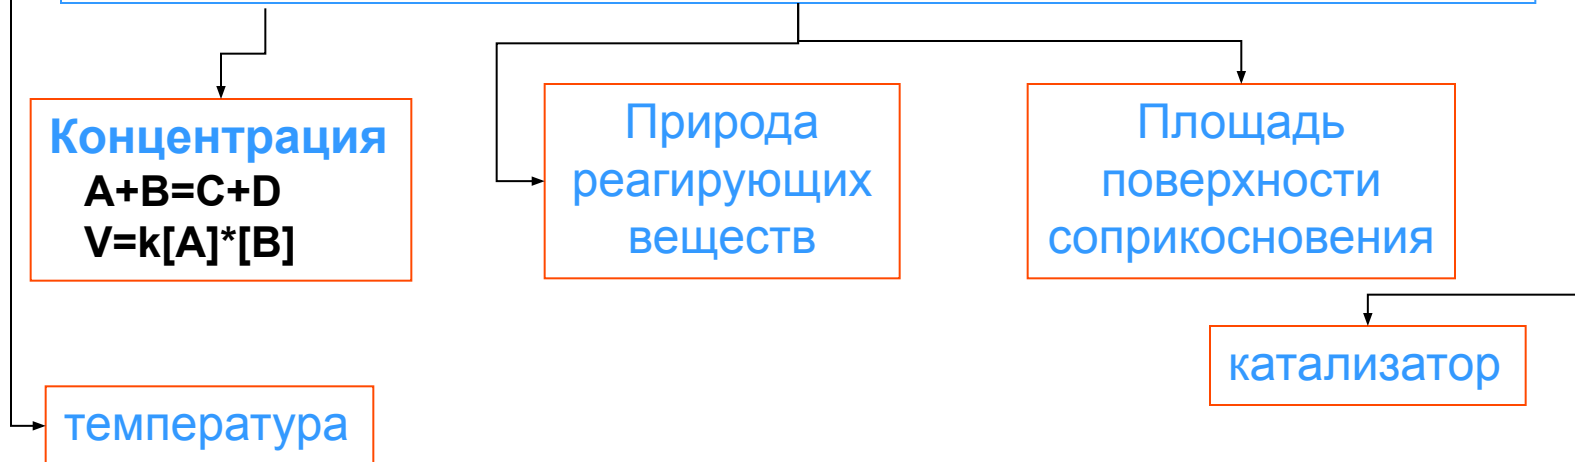 Концентрация
A+B=C+D
V=k[A]*[B]
Природа
реагирующих
веществ
Площадь
поверхности
соприкосновения
катализатор
температура